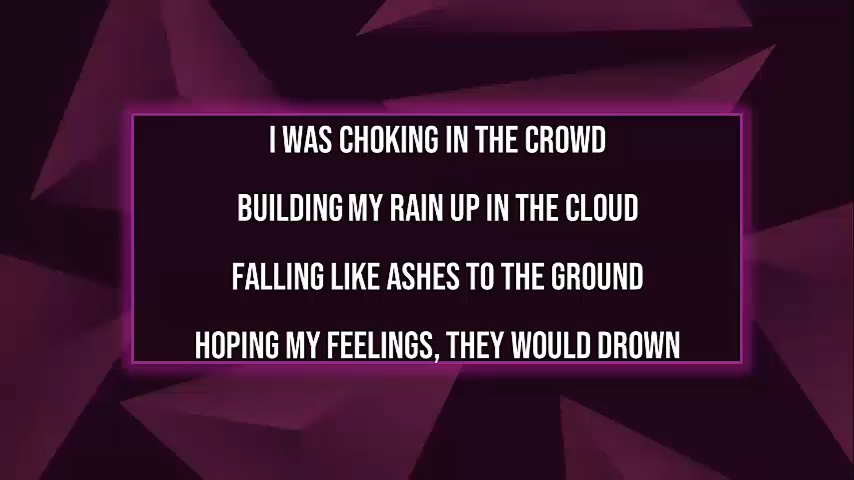 I WAS CHOKING IN THE CROWD
BUILDING MY RAIN UP IN THE CLOUD
FALLING LIKE ASHES TO THE GROUND
HOPING MY FEELINGS, THEY WOULD DROWN